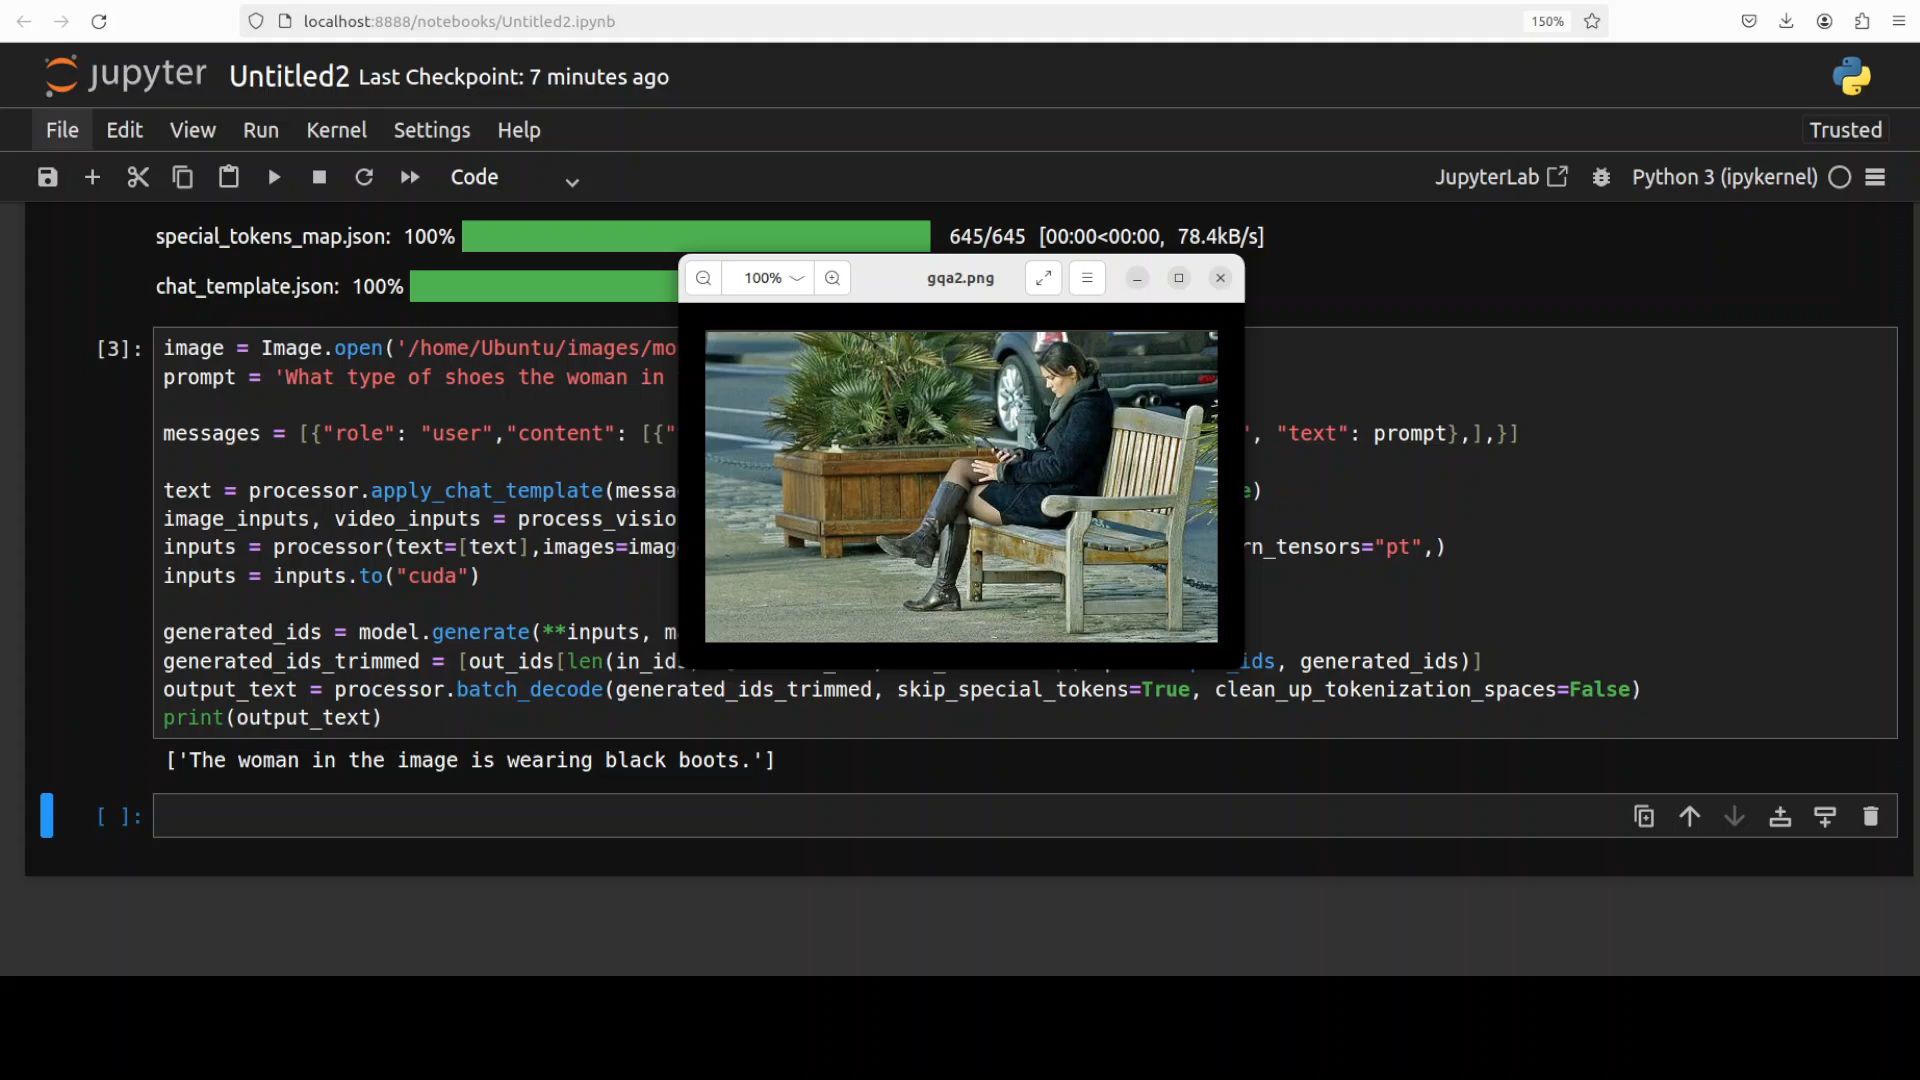 localhost:8888/notebooks/Untitled2.ipynb
150%
jupyter Untitled2 Last Checkpoint: 7 minutes ago
File Edit View Run Kernel Settings Help
Trusted
Code
JupyterLab
Python 3 (ipykernel)
special_tokens_map.json: 100% 645/645 [00:00<00:00, 78.4kB/s]
chat_template.json: 100%
100% gqa2.png
[3]: image = Image.open('/home/Ubuntu/images/mo
prompt = 'What type of shoes the woman in
messages = [{"role": "user","content": [{" ", "text": prompt},],}]
text = processor.apply_chat_template(messa e)
image_inputs, video_inputs = process_visio
inputs = processor(text=[text],images=imag rn_tensors="pt",)
inputs = inputs.to("cuda")
generated_ids = model.generate(**inputs, m
generated_ids_trimmed = [out_ids[len(in_ids ids, generated_ids)]
output_text = processor.batch_decode(generated_ids_trimmed, skip_special_tokens=True, clean_up_tokenization_spaces=False)
print(output_text)
['The woman in the image is wearing black boots.']
[ ]: